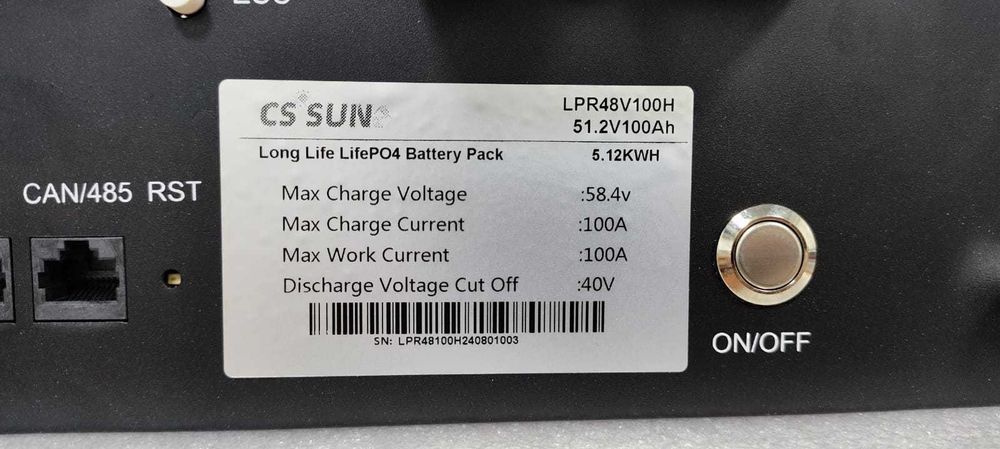 CS SUN
LPR48V100H
51.2V100Ah
Long Life LifePO4 Battery Pack 5.12KWH
CAN/485 RST
Max Charge Voltage :58.4v
Max Charge Current :100A
Max Work Current :100A
Discharge Voltage Cut Off :40V
SN: LPR48100H240801003
ON/OFF